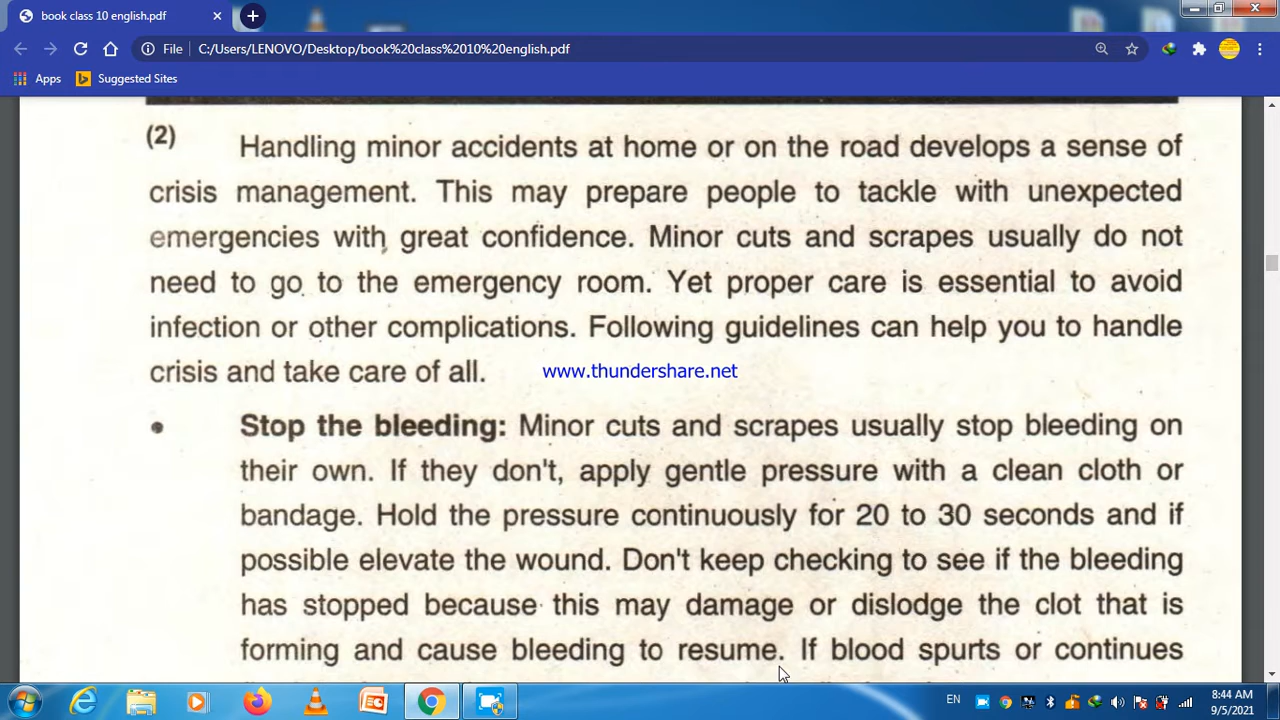 book class 10 english.pdf
File
C:/Users/LENOVO/Desktop/book%20class%2010%20english.pdf
Apps
Suggested Sites
(2)
Handling minor accidents at home or on the road develops a sense of
crisis management. This may prepare people to tackle with unexpected
emergencies with great confidence. Minor cuts and scrapes usually do not
need to go to the emergency room. Yet proper care is essential to avoid
infection or other complications. Following guidelines can help you to handle
crisis and take care of all.
www.thundershare.net
• Stop the bleeding: Minor cuts and scrapes usually stop bleeding on
their own. If they don't, apply gentle pressure with a clean cloth or
bandage. Hold the pressure continuously for 20 to 30 seconds and if
possible elevate the wound. Don't keep checking to see if the bleeding
has stopped because this may damage or dislodge the clot that is
forming and cause bleeding to resume. If blood spurts or continues
EN
8:44 AM
9/5/2021